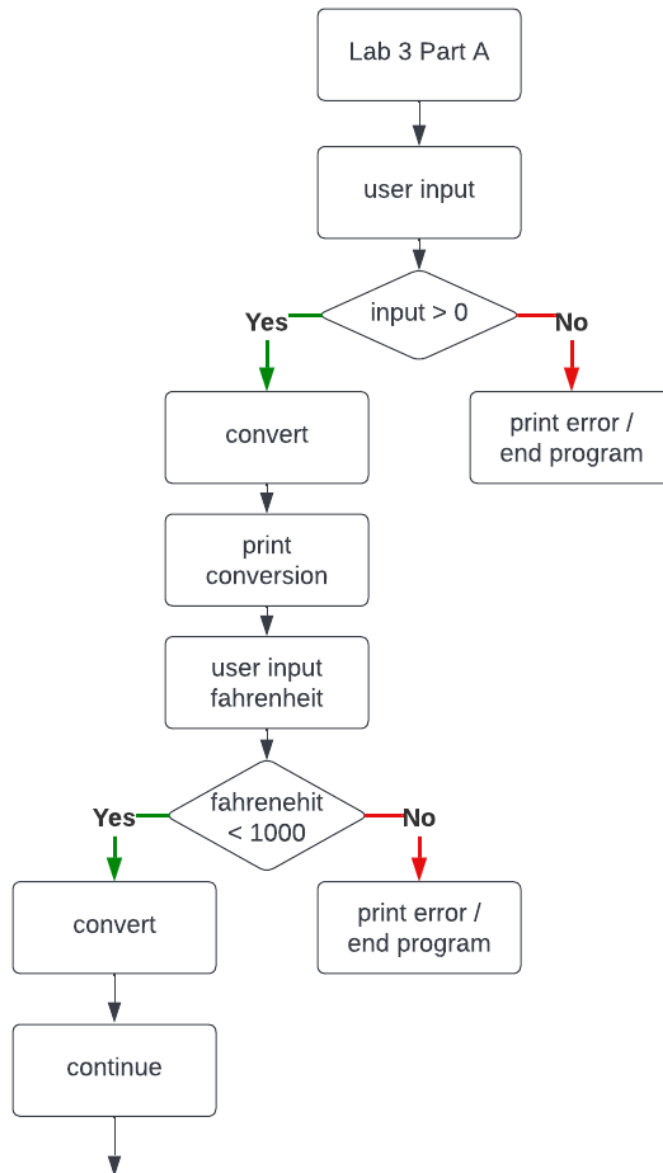 Lab 3 Part A
user input
input > 0
Yes
No
convert
print error /
end program
print
conversion
user input
fahrenheit
fahrenehit
< 1000
Yes
No
convert
print error /
end program
continue